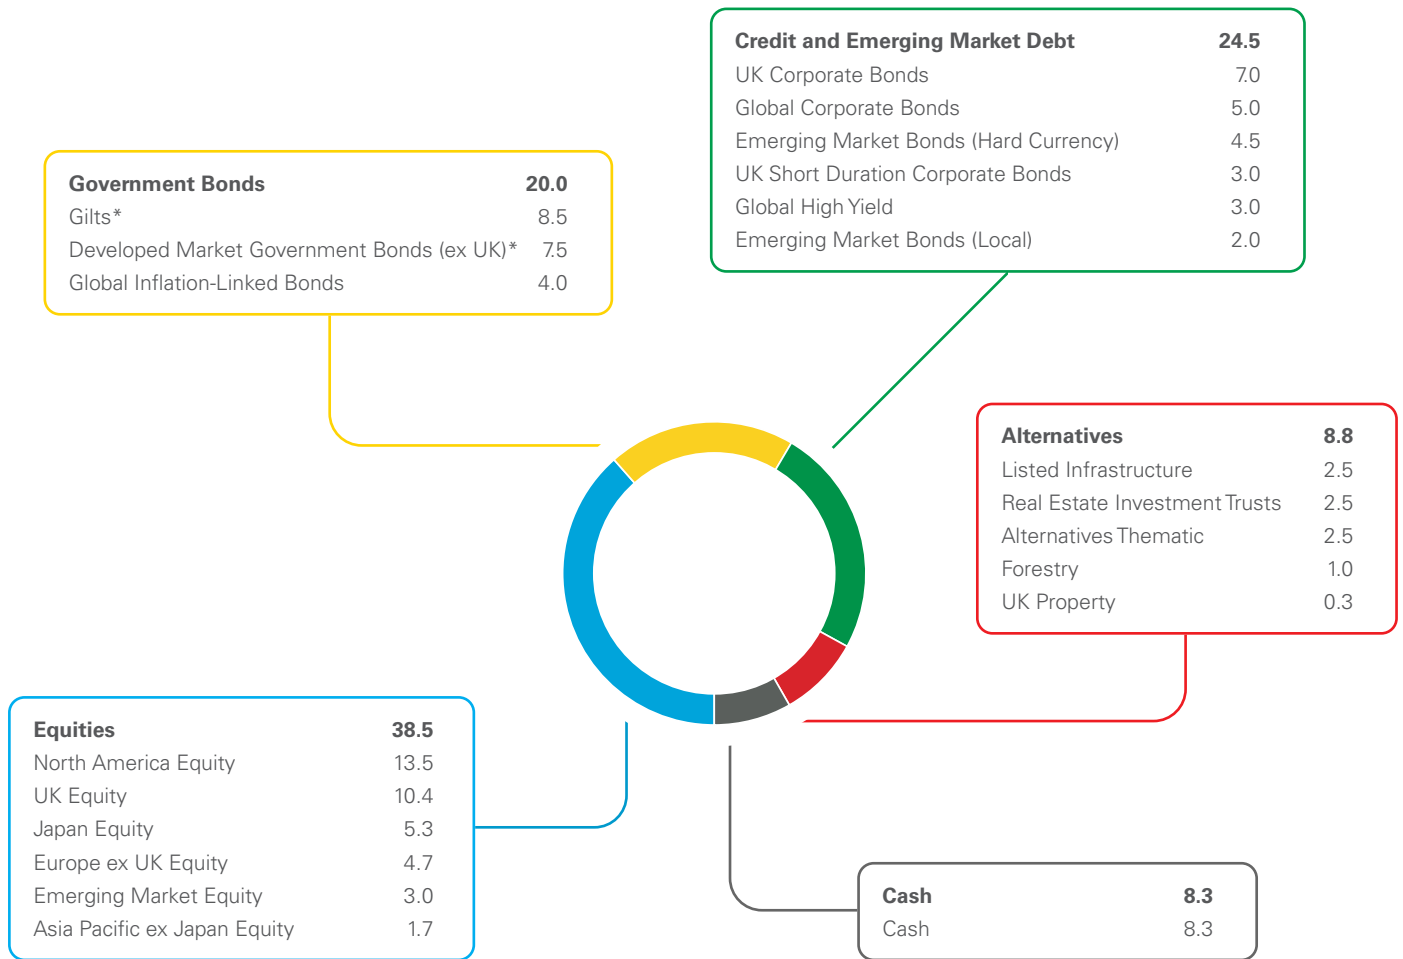 Credit and Emerging Market Debt 24.5
UK Corporate Bonds 7.0
Global Corporate Bonds 5.0
Emerging Market Bonds (Hard Currency) 4.5
UK Short Duration Corporate Bonds 3.0
Global High Yield 3.0
Emerging Market Bonds (Local) 2.0
Government Bonds 20.0
Gilts* 8.5
Developed Market Government Bonds (ex UK)* 7.5
Global Inflation-Linked Bonds 4.0
Alternatives 8.8
Listed Infrastructure 2.5
Real Estate Investment Trusts 2.5
Alternatives Thematic 2.5
Forestry 1.0
UK Property 0.3
Equities 38.5
North America Equity 13.5
UK Equity 10.4
Japan Equity 5.3
Europe ex UK Equity 4.7
Emerging Market Equity 3.0
Asia Pacific ex Japan Equity 1.7
Cash 8.3
Cash 8.3